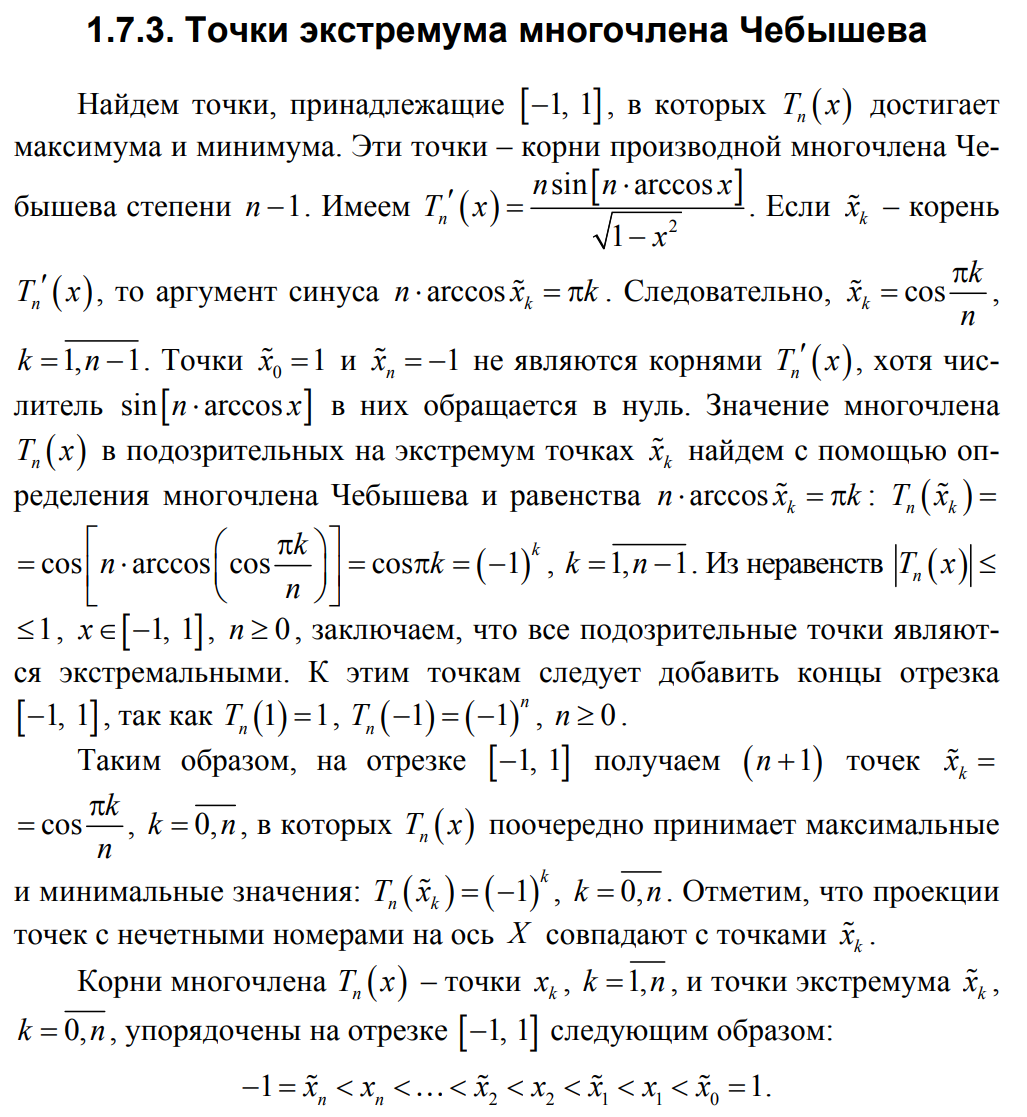 1.7.3. Точки экстремума многочлена Чебышева
Найдем точки, принадлежащие [−1, 1], в которых Tₙ(x) достигает
максимума и минимума. Эти точки – корни производной многочлена Че-
бышева степени n − 1. Имеем Tₙ′(x) = n sin[n · arccos x] / √(1 − x²). Если x̃ₖ – корень
Tₙ′(x), то аргумент синуса n · arccos x̃ₖ = πk. Следовательно, x̃ₖ = cos πk/n,
k = 1, n − 1. Точки x̃₀ = 1 и x̃ₙ = −1 не являются корнями Tₙ′(x), хотя чис-
литель sin[n · arccos x] в них обращается в нуль. Значение многочлена
Tₙ(x) в подозрительных на экстремум точках x̃ₖ найдем с помощью оп-
ределения многочлена Чебышева и равенства n · arccos x̃ₖ = πk: Tₙ(x̃ₖ) =
= cos[n · arccos(cos πk/n)] = cos πk = (−1)ᵏ, k = 1, n − 1. Из неравенств |Tₙ(x)| ≤
≤ 1, x ∈ [−1, 1], n ≥ 0, заключаем, что все подозрительные точки являют-
ся экстремальными. К этим точкам следует добавить концы отрезка
[−1, 1], так как Tₙ(1) = 1, Tₙ(−1) = (−1)ⁿ, n ≥ 0.
Таким образом, на отрезке [−1, 1] получаем (n + 1) точек x̃ₖ =
= cos πk/n, k = 0, n, в которых Tₙ(x) поочередно принимает максимальные
и минимальные значения: Tₙ(x̃ₖ) = (−1)ᵏ, k = 0, n. Отметим, что проекции
точек с нечетными номерами на ось X совпадают с точками x̃ₖ.
Корни многочлена Tₙ(x) – точки xₖ, k = 1, n, и точки экстремума x̃ₖ,
k = 0, n, упорядочены на отрезке [−1, 1] следующим образом:
−1 = x̃ₙ < xₙ < … < x̃₂ < x₂ < x̃₁ < x₁ < x̃₀ = 1.